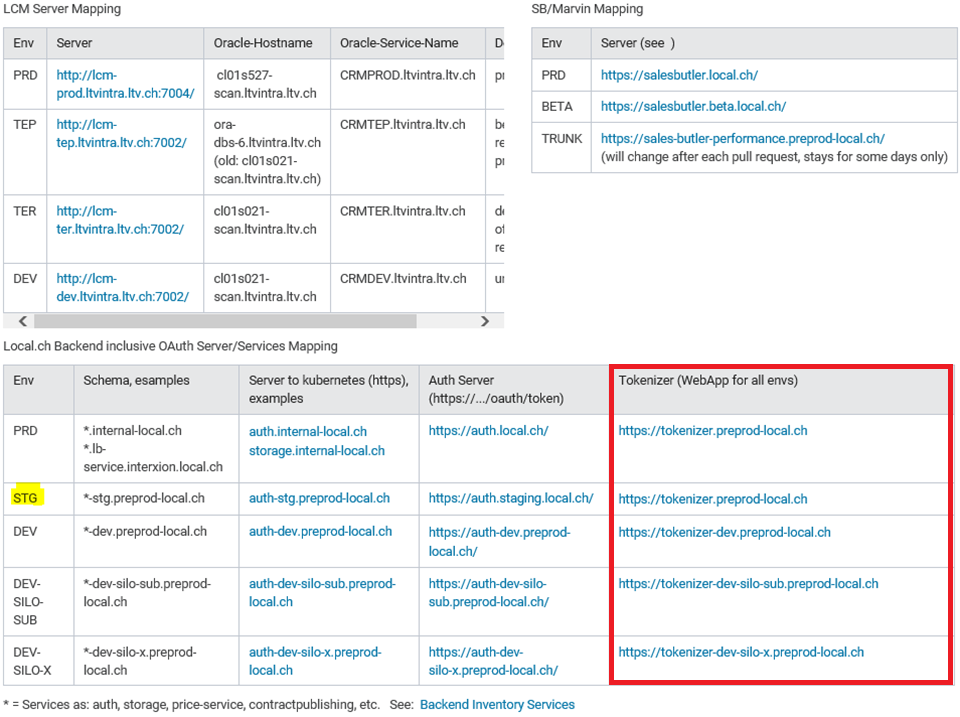 LCM Server Mapping
Env Server Oracle-Hostname Oracle-Service-Name
PRD http://lcm-prod.ltvintra.ltv.ch:7004/ cl01s527-scan.ltvintra.ltv.ch CRMPROD.ltvintra.ltv.ch
TEP http://lcm-tep.ltvintra.ltv.ch:7002/ ora-dbs-6.ltvintra.ltv.ch (old: cl01s021-scan.ltvintra.ltv.ch) CRMTEP.ltvintra.ltv.ch
TER http://lcm-ter.ltvintra.ltv.ch:7002/ cl01s021-scan.ltvintra.ltv.ch CRMTER.ltvintra.ltv.ch
DEV http://lcm-dev.ltvintra.ltv.ch:7002/ cl01s021-scan.ltvintra.ltv.ch CRMDEV.ltvintra.ltv.ch
SB/Marvin Mapping
Env Server (see )
PRD https://salesbutler.local.ch/
BETA https://salesbutler.beta.local.ch/
TRUNK https://sales-butler-performance.preprod-local.ch/
(will change after each pull request, stays for some days only)
Local.ch Backend inclusive OAuth Server/Services Mapping
Env Schema, esamples Server to kubernetes (https), examples Auth Server (https://.../oauth/token) Tokenizer (WebApp for all envs)
PRD *.internal-local.ch *.lb-service.interxion.local.ch auth.internal-local.ch storage.internal-local.ch https://auth.local.ch/ https://tokenizer.preprod-local.ch
STG *-stg.preprod-local.ch auth-stg.preprod-local.ch https://auth.staging.local.ch/ https://tokenizer.preprod-local.ch
DEV *-dev.preprod-local.ch auth-dev.preprod-local.ch https://auth-dev.preprod-local.ch/ https://tokenizer-dev.preprod-local.ch
DEV-SILO-SUB *-dev-silo-sub.preprod-local.ch auth-dev-silo-sub.preprod-local.ch https://auth-dev-silo-sub.preprod-local.ch/ https://tokenizer-dev-silo-sub.preprod-local.ch
DEV-SILO-X *-dev-silo-x.preprod-local.ch auth-dev-silo-x.preprod-local.ch https://auth-dev-silo-x.preprod-local.ch/ https://tokenizer-dev-silo-x.preprod-local.ch
* = Services as: auth, storage, price-service, contractpublishing, etc. See: Backend Inventory Services